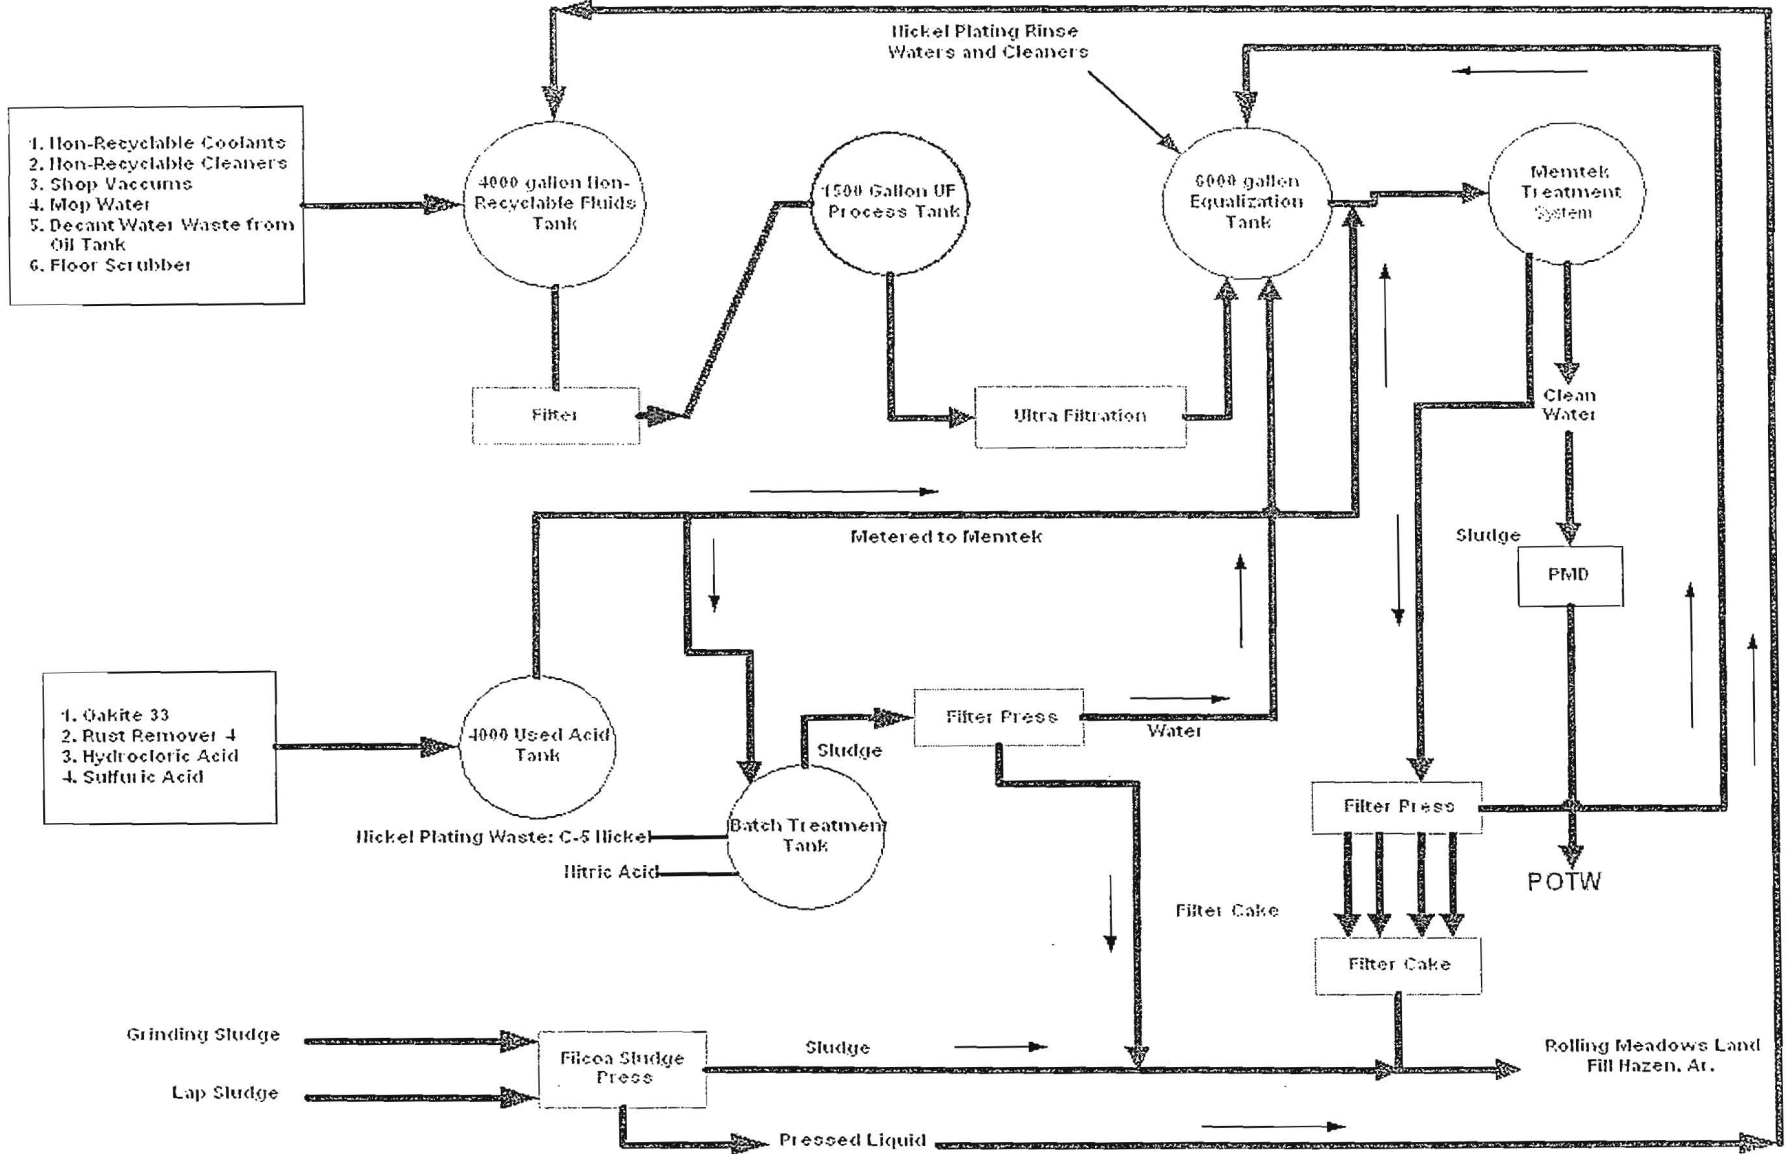 Nickel Plating Rinse
Waters and Cleaners
1. Non-Recyclable Coolants
2. Non-Recyclable Cleaners
3. Shop Vaccums
4. Mop Water
5. Decant Water Waste from
Oil Tank
6. Floor Scrubber
4000 gallon Non-
Recyclable Fluids
Tank
1500 Gallon UF
Process Tank
6000 gallon
Equalization
Tank
Memtek
Treatment
System
Filter
Ultra Filtration
Clean
Water
Metered to Memtek
Sludge
PMD
1. Oakite 33
2. Rust Remover 4
3. Hydrocloric Acid
4. Sulfuric Acid
4000 Used Acid
Tank
Sludge
Filter Press
Water
Filter Press
Nickel Plating Waste: C-5 Nickel
Nitric Acid
Batch Treatment
Tank
POTW
Filter Cake
Filter Cake
Grinding Sludge
Lap Sludge
Filcoa Sludge
Press
Sludge
Rolling Meadows Land
Fill Hazen, Ar.
Pressed Liquid